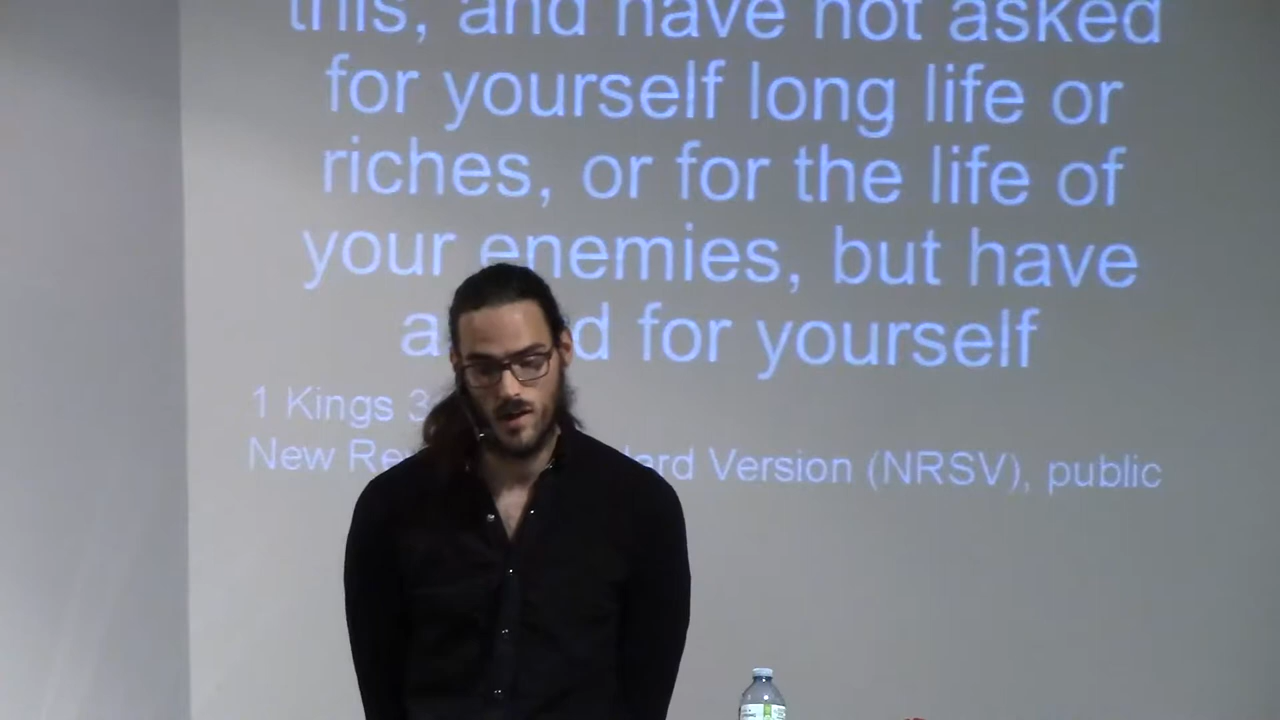 this, and have not asked
for yourself long life or
riches, or for the life of
your enemies, but have
for yourself
1 Kings 3
New Version (NRSV), public